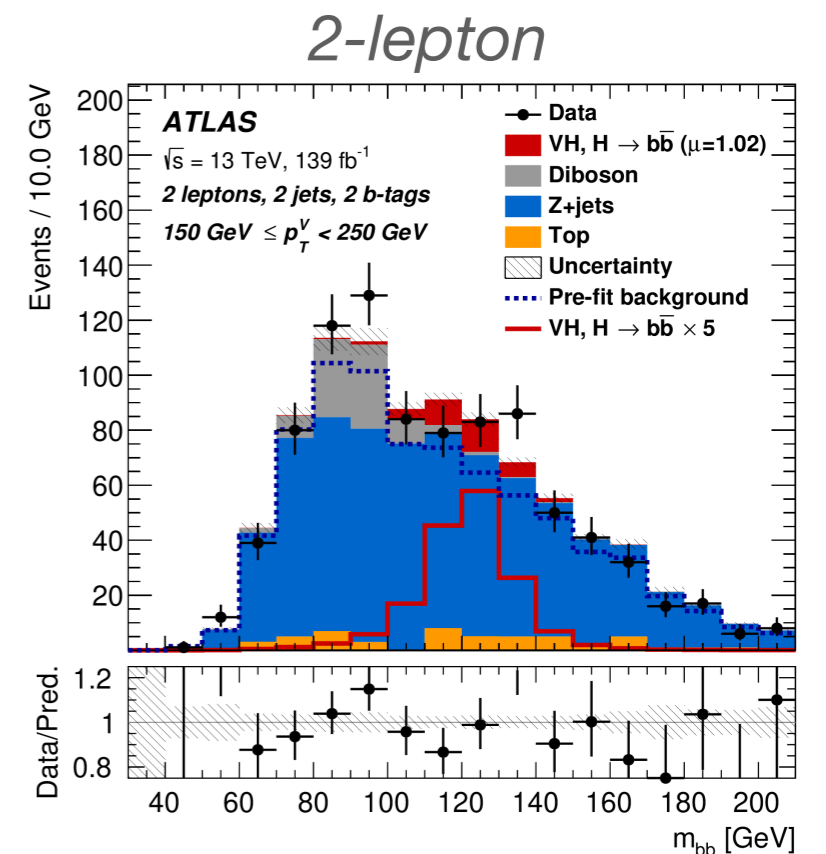 2-lepton
Events / 10.0 GeV
200
180
160
140
120
100
80
60
40
20
ATLAS
√s = 13 TeV, 139 fb⁻¹
2 leptons, 2 jets, 2 b-tags
150 GeV ≤ p_T^V < 250 GeV
Data
VH, H → bb̅ (μ=1.02)
Diboson
Z+jets
Top
Uncertainty
Pre-fit background
VH, H → bb̅ × 5
Data/Pred.
1.2
1
0.8
40 60 80 100 120 140 160 180 200
m_bb [GeV]